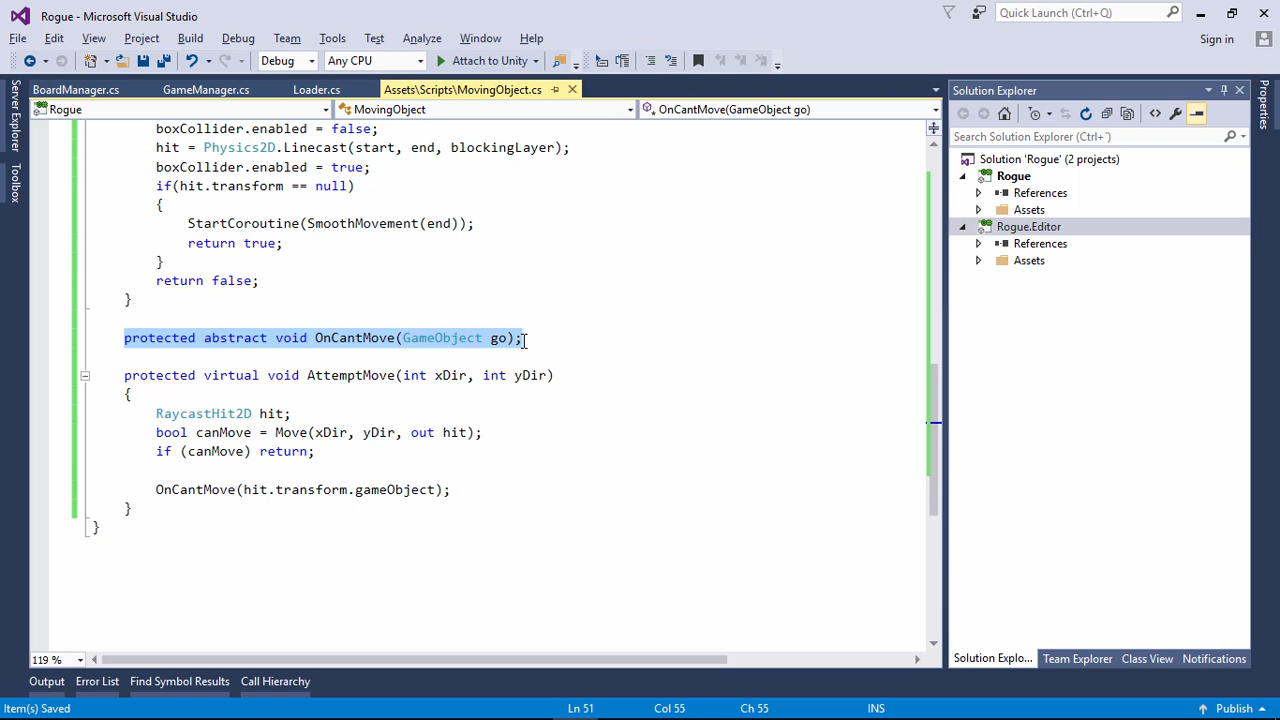 Rogue - Microsoft Visual Studio
Quick Launch (Ctrl+Q)
File Edit View Project Build Debug Team Tools Test Analyze Window Help
Sign in
Debug Any CPU Attach to Unity
BoardManager.cs GameManager.cs Loader.cs Assets\Scripts\MovingObject.cs
Rogue MovingObject OnCantMove(GameObject go)
Server Explorer
Toolbox
boxCollider.enabled = false;
hit = Physics2D.Linecast(start, end, blockingLayer);
boxCollider.enabled = true;
if(hit.transform == null)
{
StartCoroutine(SmoothMovement(end));
return true;
}
return false;
}
protected abstract void OnCantMove(GameObject go);
protected virtual void AttemptMove(int xDir, int yDir)
{
RaycastHit2D hit;
bool canMove = Move(xDir, yDir, out hit);
if (canMove) return;
OnCantMove(hit.transform.gameObject);
}
}
119 %
Solution Explorer
Search Solution Explorer (Ctrl+¨)
Solution 'Rogue' (2 projects)
Rogue
References
Assets
Rogue.Editor
References
Assets
Solution Explo... Team Explorer Class View Notifications
Properties
Output Error List Find Symbol Results Call Hierarchy
Item(s) Saved Ln 51 Col 55 Ch 55 INS Publish